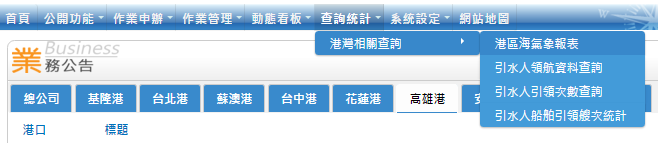 首頁 公開功能 作業申辦 作業管理 動態看板 查詢統計 系統設定 網站地圖
港灣相關查詢 港區海氣象報表
引水人領航資料查詢
引水人引領次數查詢
引水人船舶引領艘次統計
Business
業務公告
總公司 基隆港 台北港 蘇澳港 台中港 花蓮港 高雄港
港口 標題